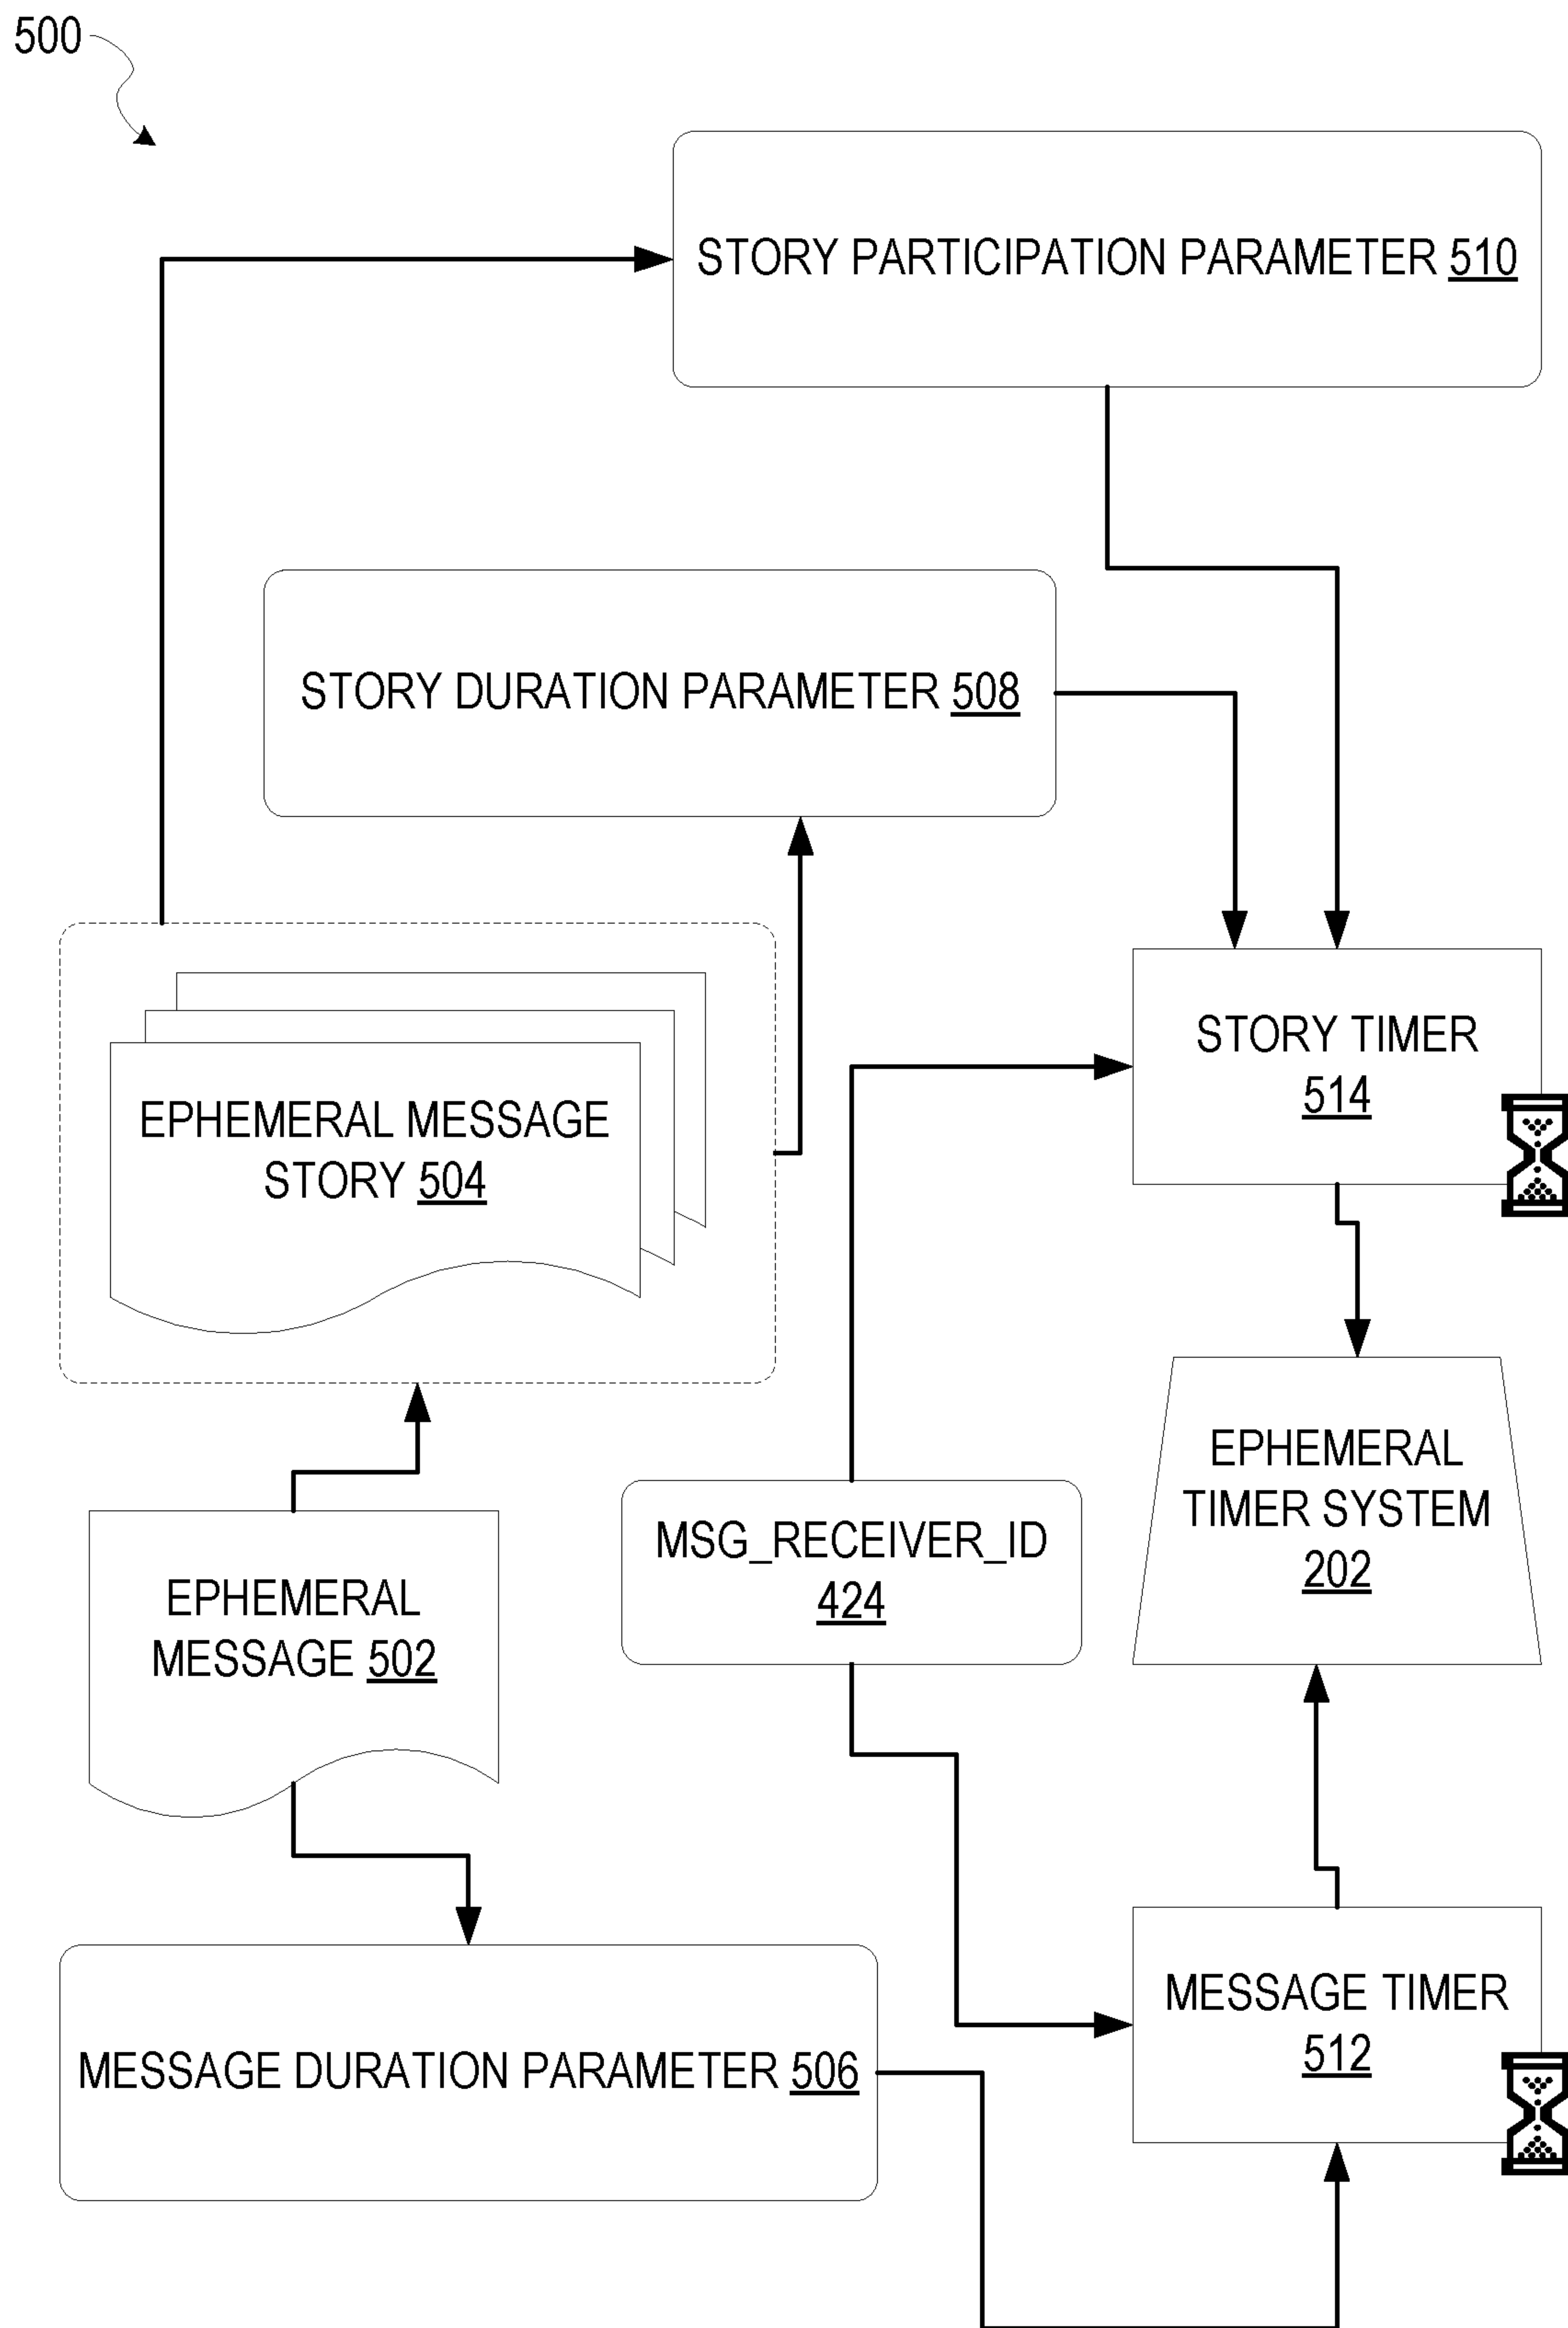 500
STORY PARTICIPATION PARAMETER 510
STORY DURATION PARAMETER 508
EPHEMERAL MESSAGE
STORY 504
STORY TIMER
514
EPHEMERAL
TIMER SYSTEM
202
MSG_RECEIVER_ID
424
EPHEMERAL
MESSAGE 502
MESSAGE TIMER
512
MESSAGE DURATION PARAMETER 506